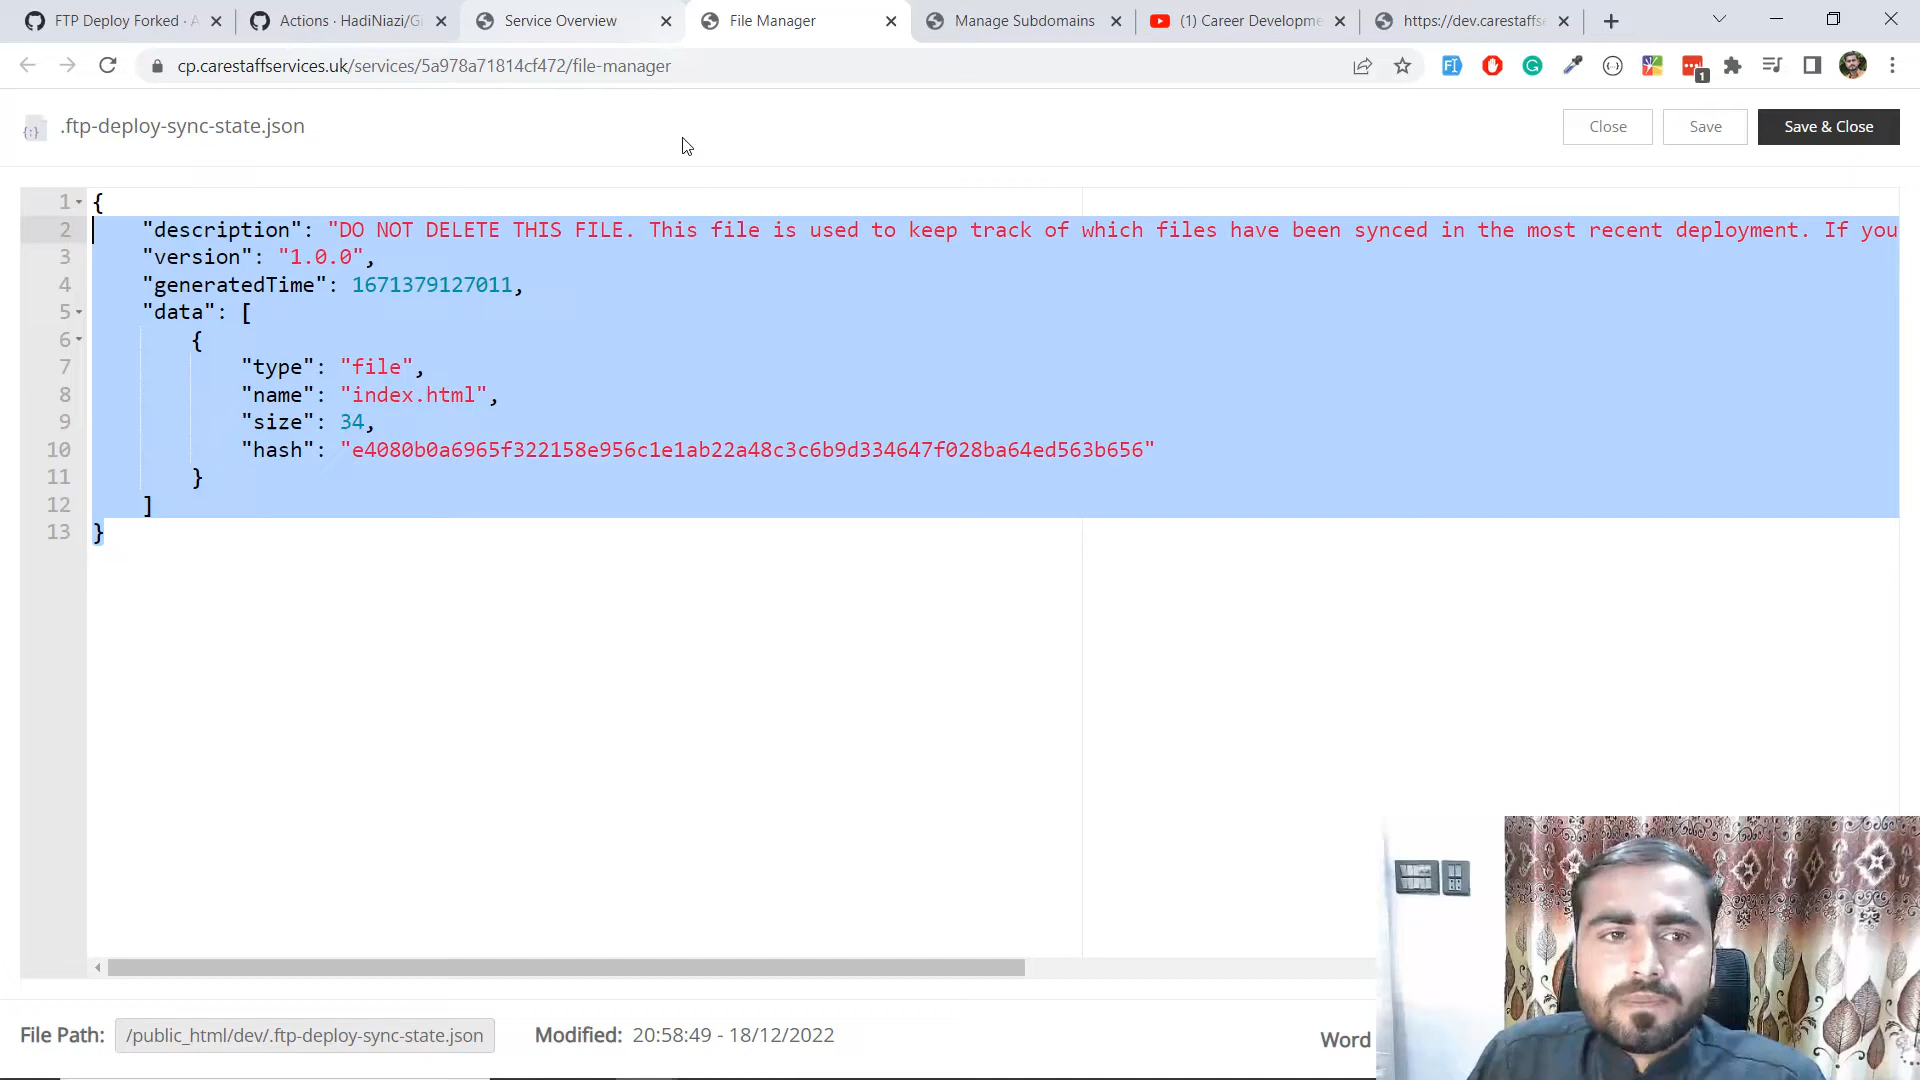 FTP Deploy Forked · A
Actions · HadiNiazi/Gi
Service Overview
File Manager
Manage Subdomains
(1) Career Developme
https://dev.carestaffse
cp.carestaffservices.uk/services/5a978a71814cf472/file-manager
1
.ftp-deploy-sync-state.json
Close
Save
Save & Close
1 {
2 "description": "DO NOT DELETE THIS FILE. This file is used to keep track of which files have been synced in the most recent deployment. If you
3 "version": "1.0.0",
4 "generatedTime": 1671379127011,
5 "data": [
6 {
7 "type": "file",
8 "name": "index.html",
9 "size": 34,
10 "hash": "e4080b0a6965f322158e956c1e1ab22a48c3c6b9d334647f028ba64ed563b656"
11 }
12 ]
13 }
File Path: /public_html/dev/.ftp-deploy-sync-state.json
Modified: 20:58:49 - 18/12/2022
Word